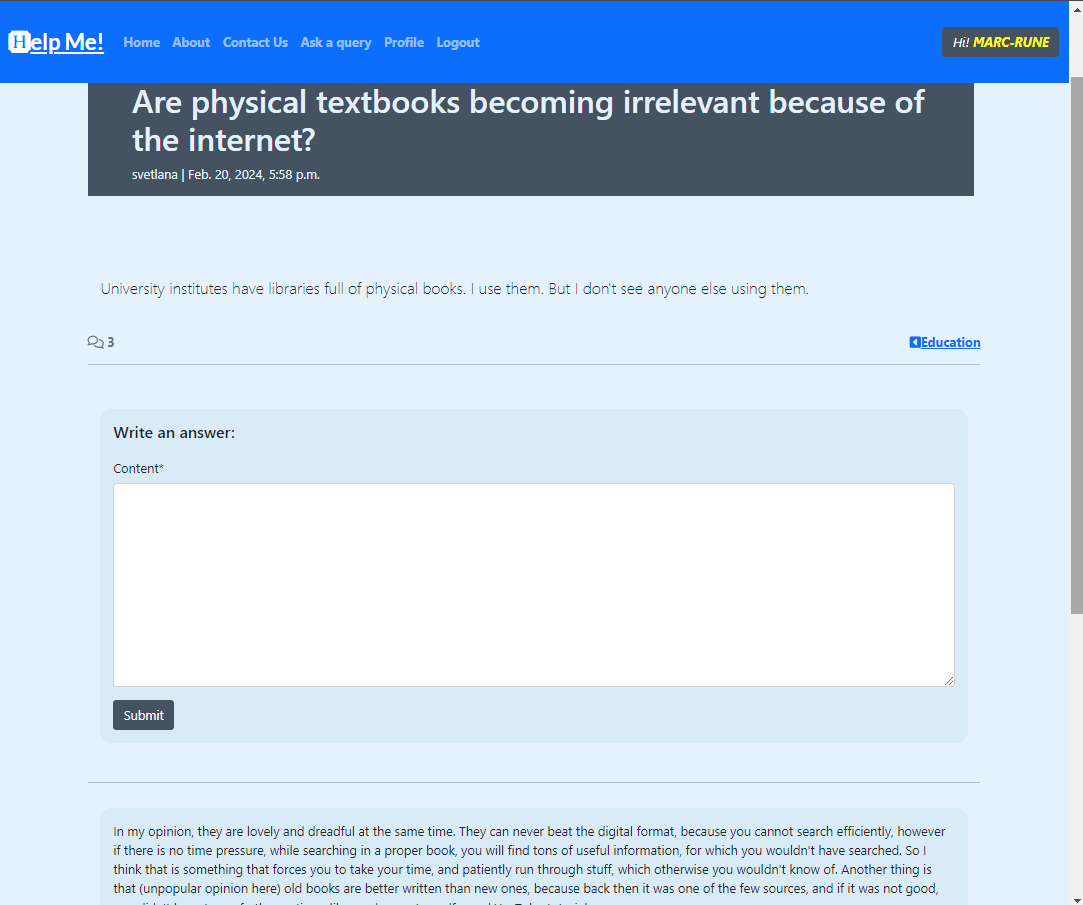 Help Me! Home About Contact Us Ask a query Profile Logout Hi! MARC-RUNE
Are physical textbooks becoming irrelevant because of
the internet?
svetlana | Feb. 20, 2024, 5:58 p.m.
University institutes have libraries full of physical books. I use them. But I don't see anyone else using them.
3 Education
Write an answer:
Content*
Submit
In my opinion, they are lovely and dreadful at the same time. They can never beat the digital format, because you cannot search efficiently, however
if there is no time pressure, while searching in a proper book, you will find tons of useful information, for which you wouldn't have searched. So I
think that is something that forces you to take your time, and patiently run through stuff, which otherwise you wouldn't know of. Another thing is
that (unpopular opinion here) old books are better written than new ones, because back then it was one of the few sources, and if it was not good,